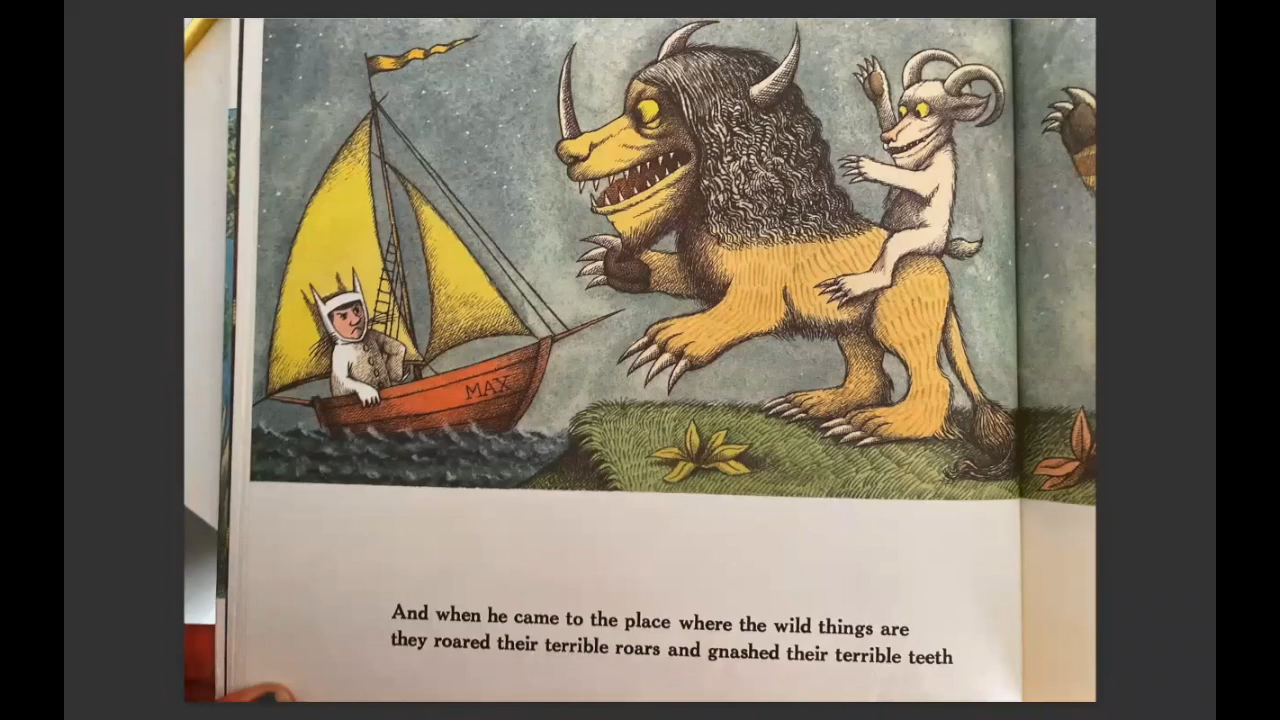 MAX
And when he came to the place where the wild things are
they roared their terrible roars and gnashed their terrible teeth